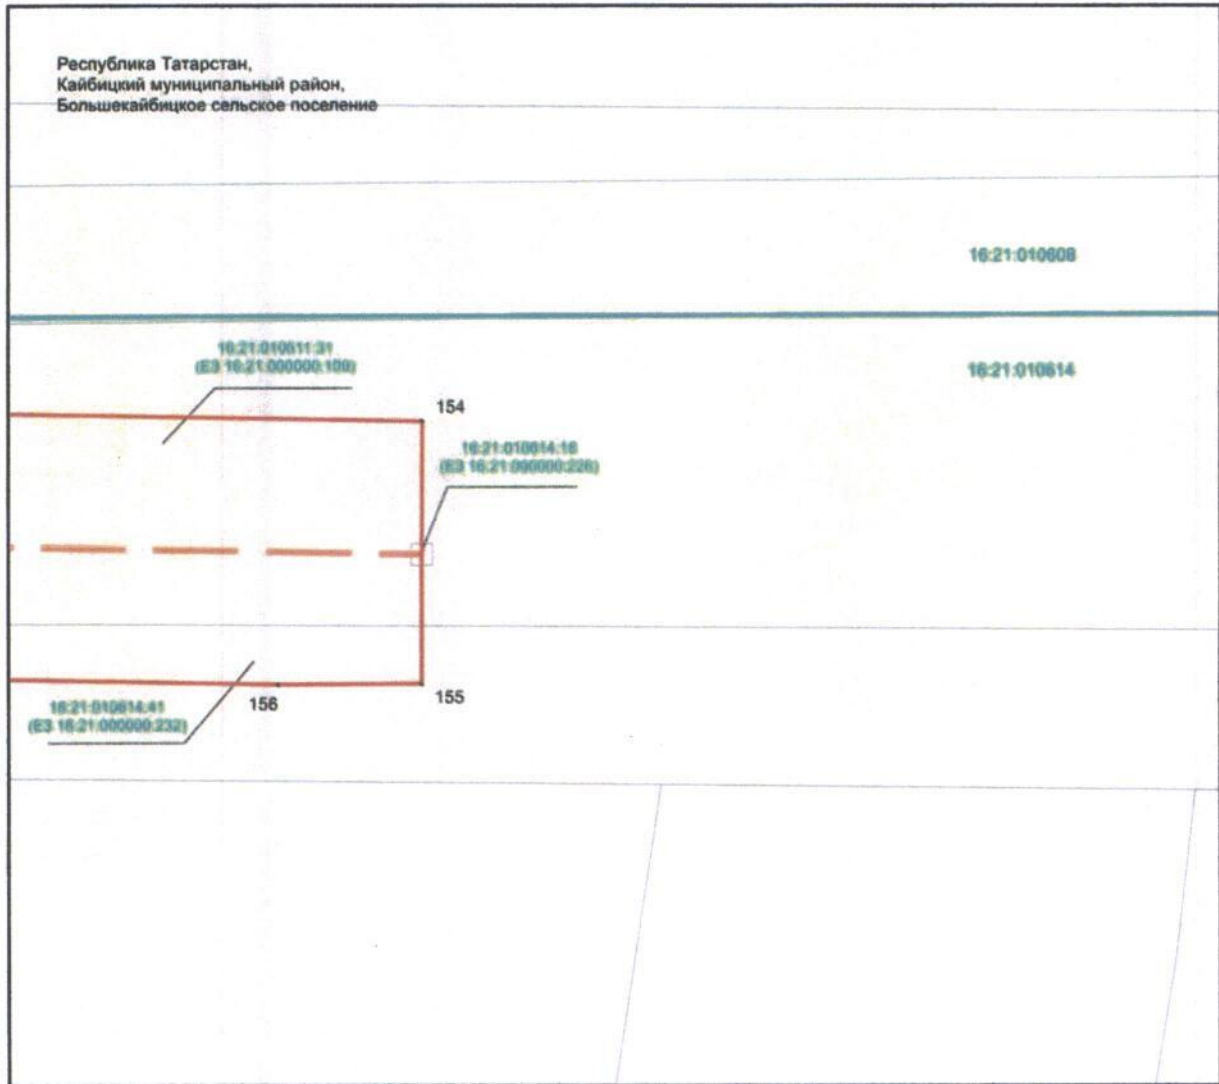 Республика Татарстан,
Кайбицкий муниципальный район,
Большекайбицкое сельское поселение
16:21:010608
16:21:010611:31
(ЕЗ 16:21:000000:109)
16:21:010614
154
16:21:010614:16
(ЕЗ 16:21:000000:226)
155
156
16:21:010614:41
(ЕЗ 16:21:000000:232)